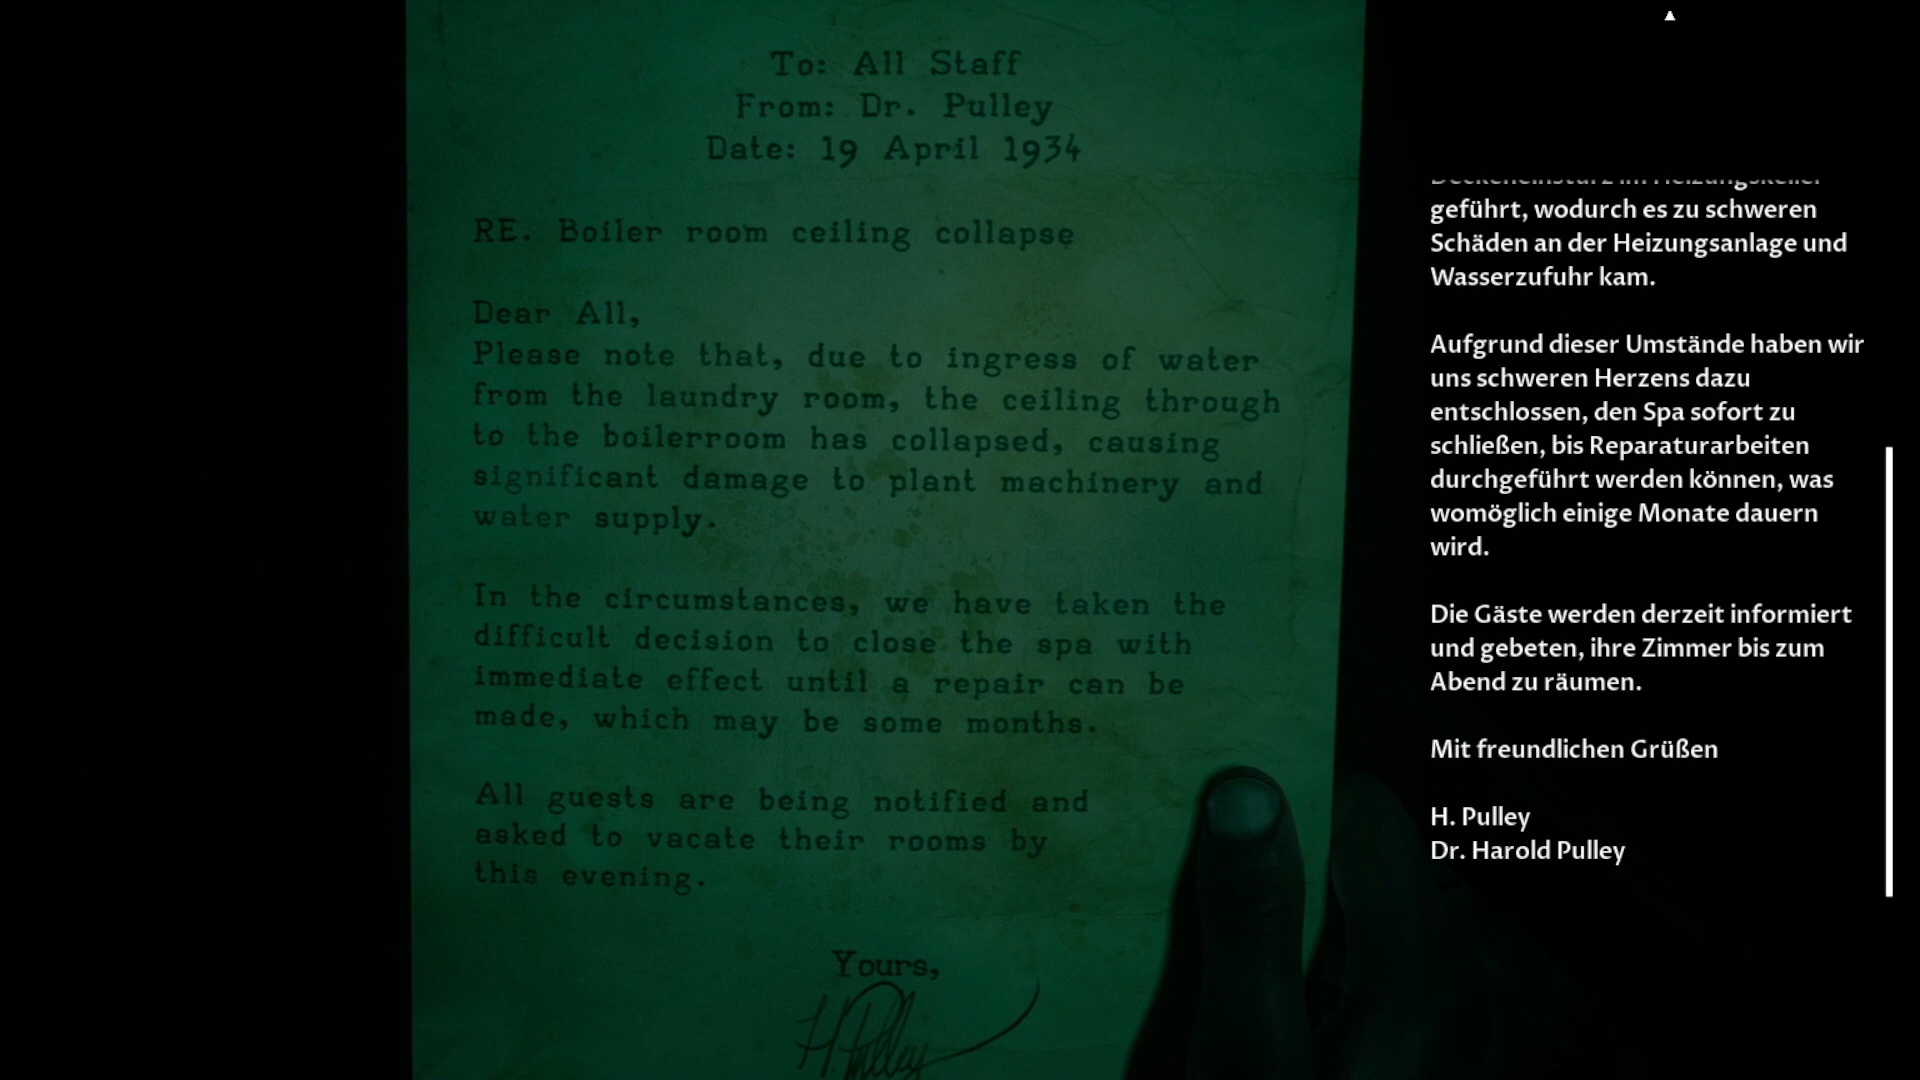 To: All Staff
From: Dr. Pulley
Date: 19 April 1934
RE. Boiler room ceiling collapse
Dear All,
Please note that, due to ingress of water
from the laundry room, the ceiling through
to the boilerroom has collapsed, causing
significant damage to plant machinery and
water supply.
In the circumstances, we have taken the
difficult decision to close the spa with
immediate effect until a repair can be
made, which may be some months.
All guests are being notified and
asked to vacate their rooms by
this evening.
Yours,
H. Pulley
Deckeneinsturz im Heizungskeller
geführt, wodurch es zu schweren
Schäden an der Heizungsanlage und
Wasserzufuhr kam.
Aufgrund dieser Umstände haben wir
uns schweren Herzens dazu
entschlossen, den Spa sofort zu
schließen, bis Reparaturarbeiten
durchgeführt werden können, was
womöglich einige Monate dauern
wird.
Die Gäste werden derzeit informiert
und gebeten, ihre Zimmer bis zum
Abend zu räumen.
Mit freundlichen Grüßen
H. Pulley
Dr. Harold Pulley